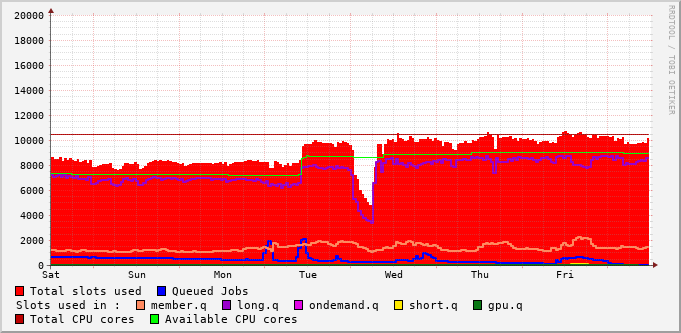 RRDTOOL / TOBI OETIKER
20000
18000
16000
14000
12000
10000
8000
6000
4000
2000
0
Sat Sun Mon Tue Wed Thu Fri
Total slots used Queued Jobs
Slots used in : member.q long.q ondemand.q short.q gpu.q
Total CPU cores Available CPU cores